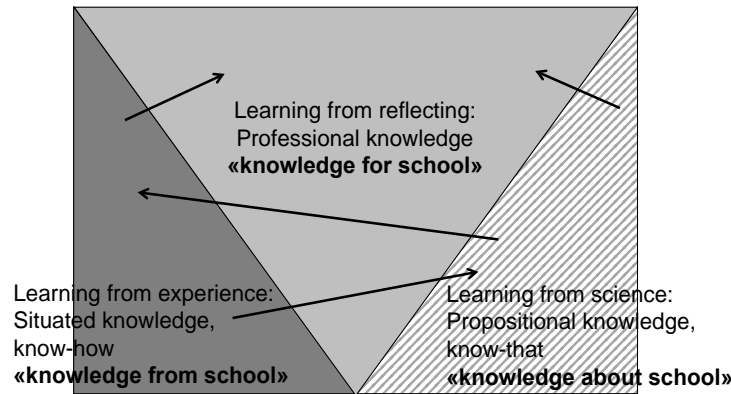 Learning from reflecting:
Professional knowledge
«knowledge for school»
Learning from experience:
Situated knowledge,
know-how
«knowledge from school»
Learning from science:
Propositional knowledge,
know-that
«knowledge about school»